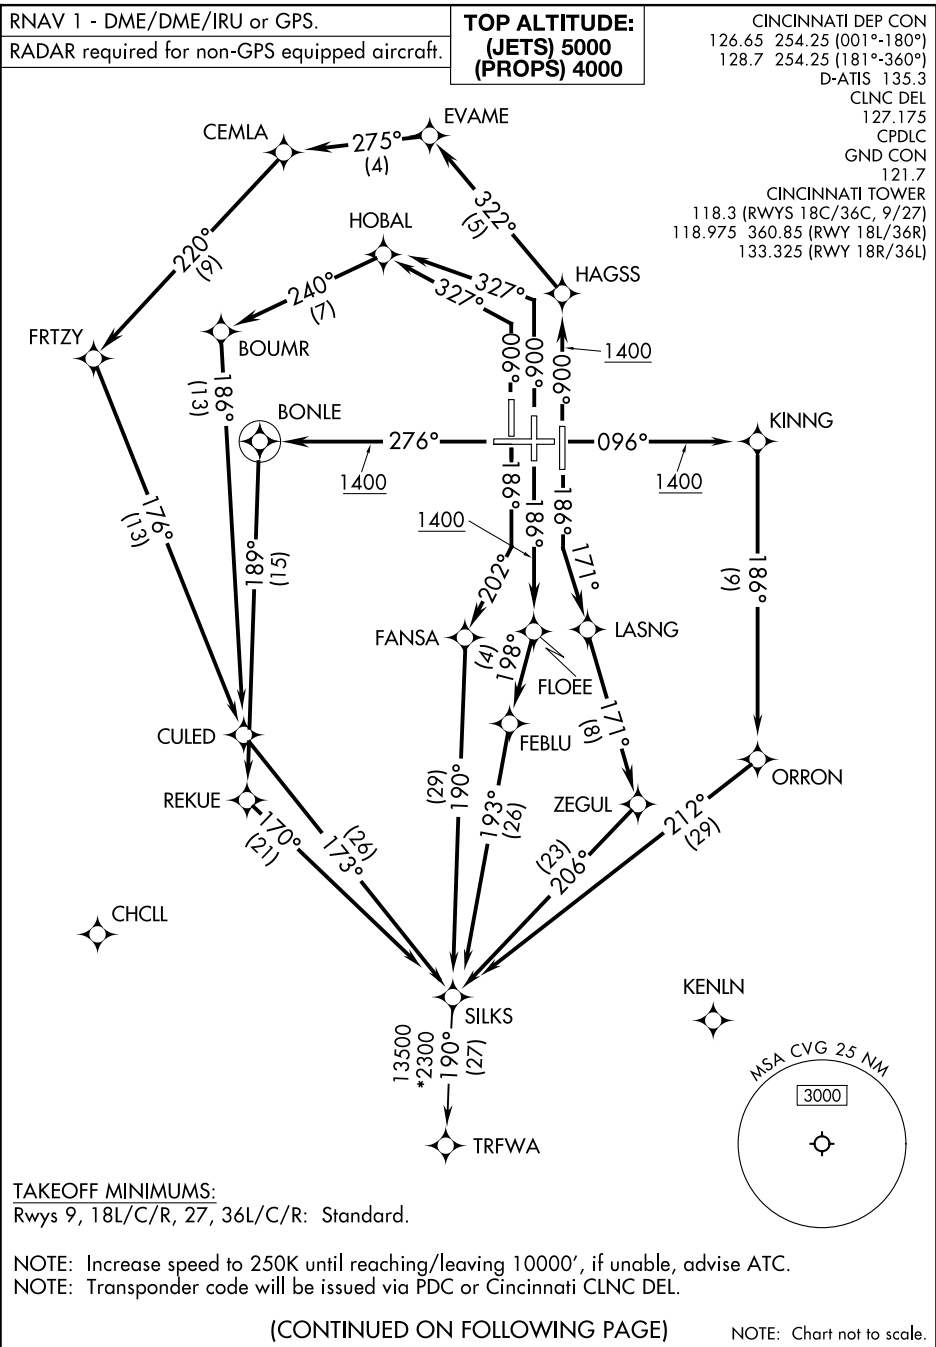 RNAV 1 - DME/DME/IRU or GPS.
RADAR required for non-GPS equipped aircraft.
TOP ALTITUDE:
(JETS) 5000
(PROPS) 4000
CINCINNATI DEP CON
126.65 254.25 (001°-180°)
128.7 254.25 (181°-360°)
D-ATIS 135.3
CLNC DEL
127.175
CPDLC
GND CON
121.7
CINCINNATI TOWER
118.3 (RWYS 18C/36C, 9/27)
118.975 360.85 (RWY 18L/36R)
133.325 (RWY 18R/36L)
EVAME
CEMLA
275°
(4)
322°
(5)
HOBAL
220°
(9)
HAGSS
327°
327°
240°
(7)
FRTZY
BOUMR
006°
006°
006°
1400
186°
(13)
BONLE
KINNG
276°
096°
1400
1400
186°
186°
186°
1400
176°
(13)
189°
(15)
202°
171°
186°
(9)
FANSA
(4)
198°
LASNG
FLOEE
CULED
FEBLU
171°
(8)
ORRON
REKUE
ZEGUL
170°
(21)
(26)
173°
(29)
190°
193°
(26)
(23)
206°
212°
(29)
CHCLL
KENLN
SILKS
13500
*2300
190°
(27)
TRFWA
MSA CVG 25 NM
3000
TAKEOFF MINIMUMS:
Rwys 9, 18L/C/R, 27, 36L/C/R: Standard.
NOTE: Increase speed to 250K until reaching/leaving 10000′, if unable, advise ATC.
NOTE: Transponder code will be issued via PDC or Cincinnati CLNC DEL.
(CONTINUED ON FOLLOWING PAGE)
NOTE: Chart not to scale.